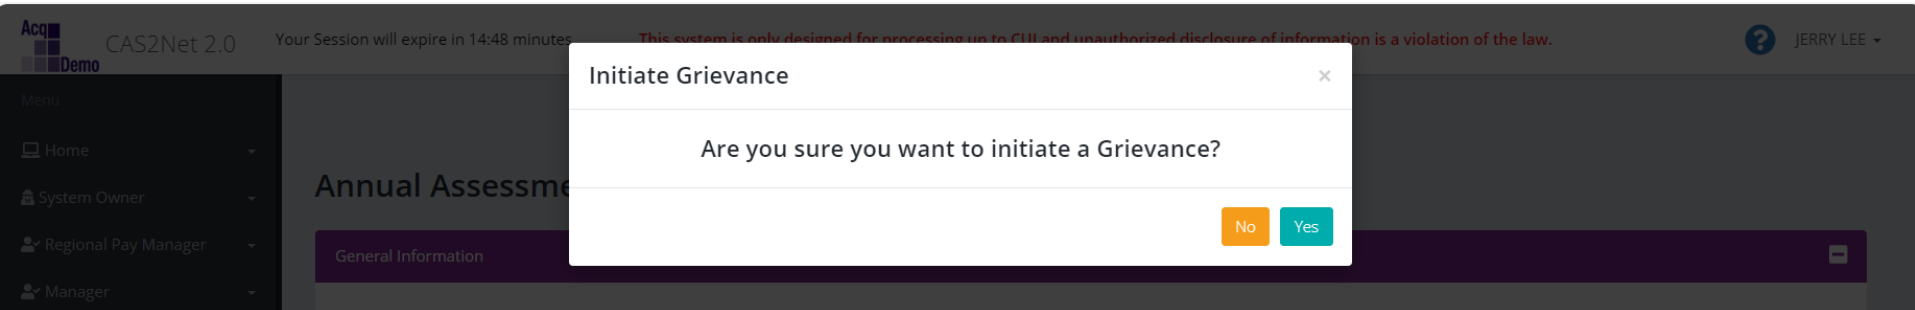 Acq
Demo
CAS2Net 2.0
Your Session will expire in 14:48 minutes
This system is only designed for processing up to CUI and unauthorized disclosure of information is a violation of the law.
?
JERRY LEE
Initiate Grievance
×
Menu
Are you sure you want to initiate a Grievance?
Home
Annual Assessme
System Owner
No
Yes
Regional Pay Manager
General Information
Manager